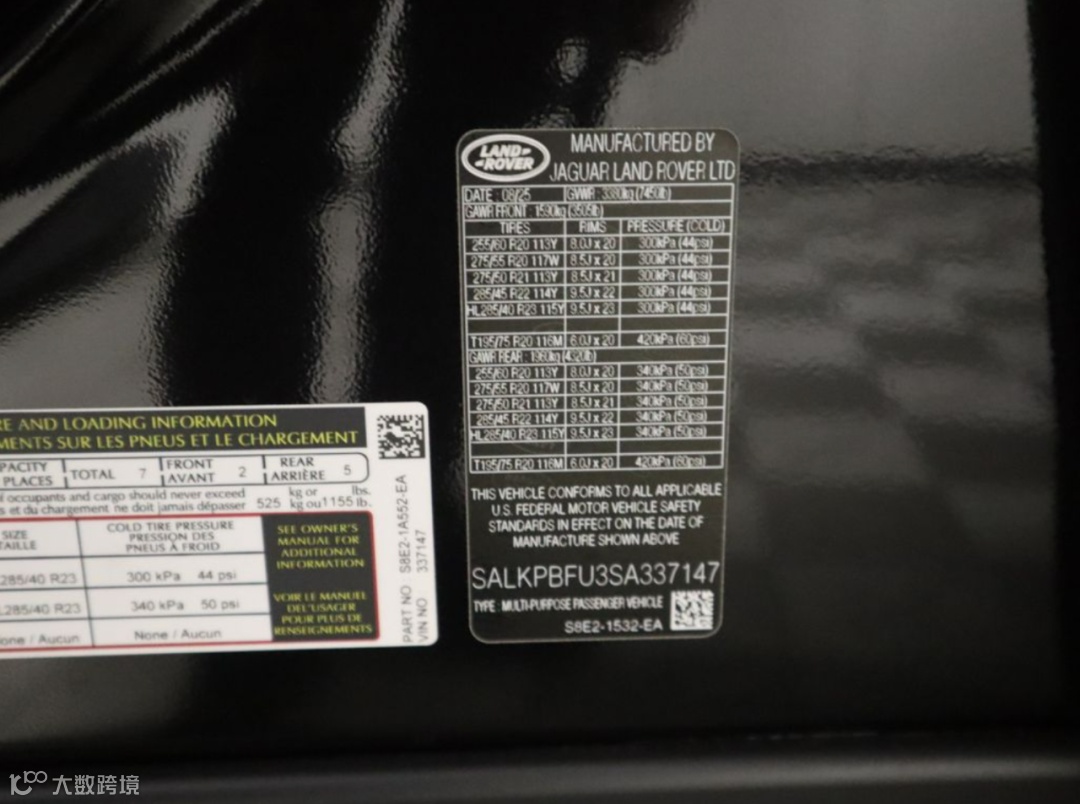 LAND-
-ROVER
MANUFACTURED BY
JAGUAR LAND ROVER LTD
DATE : 08/25 GVWR : 3380kg (7450lb)
GAWR FRONT : 1590kg (3505lb)
TIRES RIMS PRESSURE (COLD)
255/60 R20 113Y 8.0J x 20 300kPa (44psi)
275/55 R20 117W 8.5J x 20 300kPa (44psi)
275/50 R21 113Y 8.5J x 21 300kPa (44psi)
285/45 R22 114Y 9.5J x 22 300kPa (44psi)
HL285/40 R23 115Y 9.5J x 23 300kPa (44psi)
T195/75 R20 116M 6.0J x 20 420kPa (60psi)
GAWR REAR : 1960kg (4320lb)
255/60 R20 113Y 8.0J x 20 340kPa (50psi)
275/55 R20 117W 8.5J x 20 340kPa (50psi)
275/50 R21 113Y 8.5J x 21 340kPa (50psi)
285/45 R22 114Y 9.5J x 22 340kPa (50psi)
HL285/40 R23 115Y 9.5J x 23 340kPa (50psi)
T195/75 R20 116M 6.0J x 20 420kPa (60psi)
THIS VEHICLE CONFORMS TO ALL APPLICABLE
U.S. FEDERAL MOTOR VEHICLE SAFETY
STANDARDS IN EFFECT ON THE DATE OF
MANUFACTURE SHOWN ABOVE
SALKPBFU3SA337147
TYPE : MULTI-PURPOSE PASSENGER VEHICLE
S8E2-1532-EA
RE AND LOADING INFORMATION
MENTS SUR LES PNEUS ET LE CHARGEMENT
PACITY TOTAL 7 FRONT 2 REAR 5
PLACES AVANT ARRIÈRE
of occupants and cargo should never exceed 525 kg or lbs.
s et du chargement ne doit jamais dépasser kg ou 1155 lb.
SIZE COLD TIRE PRESSURE
TAILLE PRESSION DES
PNEUS À FROID
285/40 R23 300 kPa 44 psi
L285/40 R23 340 kPa 50 psi
one / Aucun None / Aucun
SEE OWNER'S
MANUAL FOR
ADDITIONAL
INFORMATION
VOIR LE MANUEL
DE L'USAGER
POUR PLUS DE
RENSEIGNEMENTS
PART NO S8E2-1A552-EA
VIN NO 337147
大数跨境